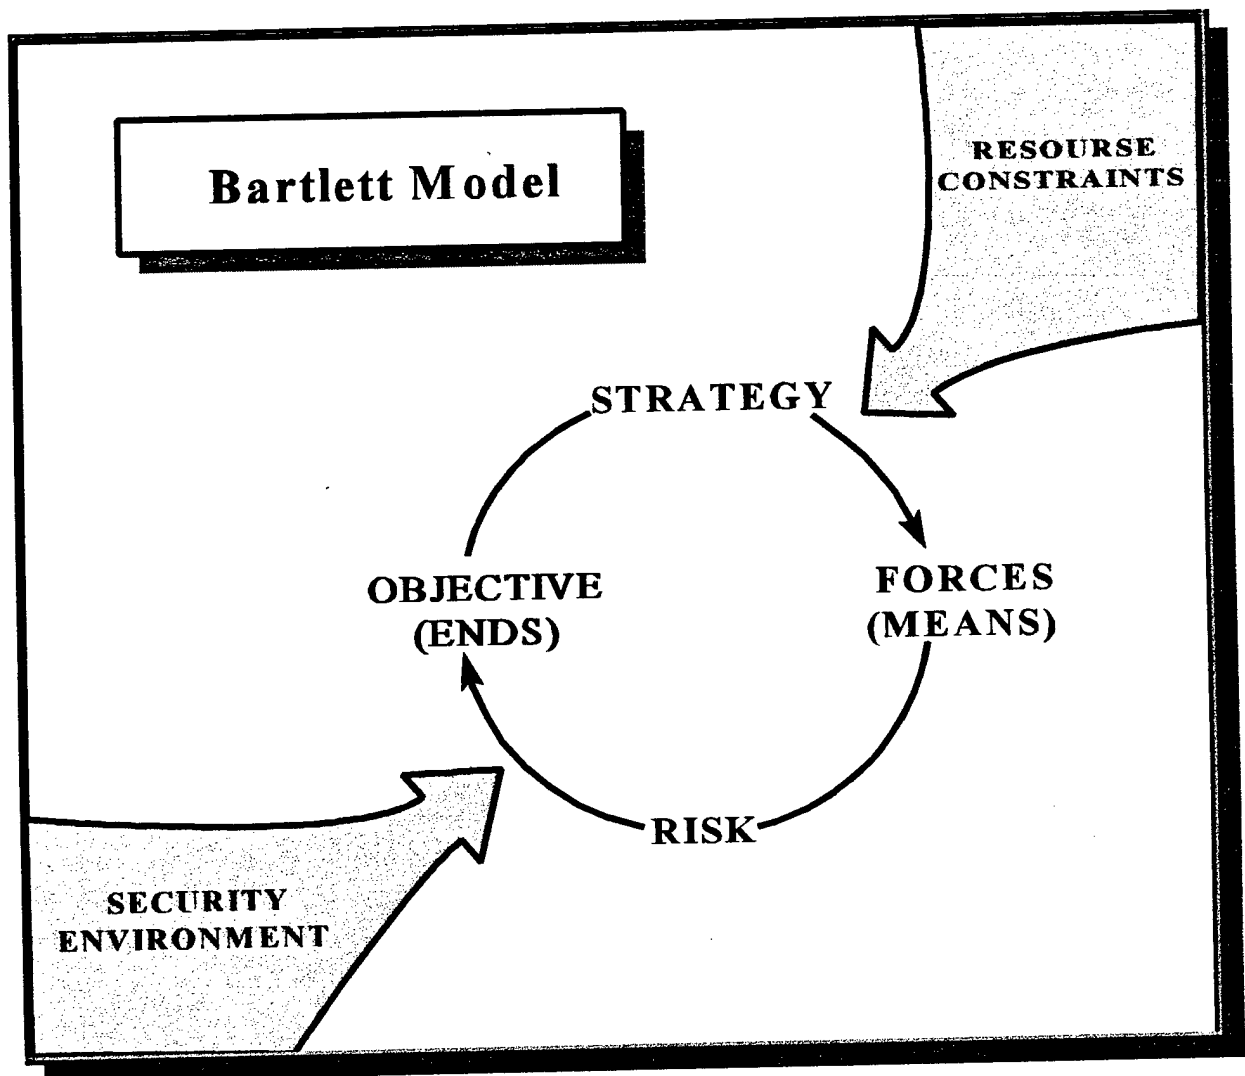 Bartlett Model
RESOURSE
CONSTRAINTS
STRATEGY
OBJECTIVE
(ENDS)
FORCES
(MEANS)
RISK
SECURITY
ENVIRONMENT